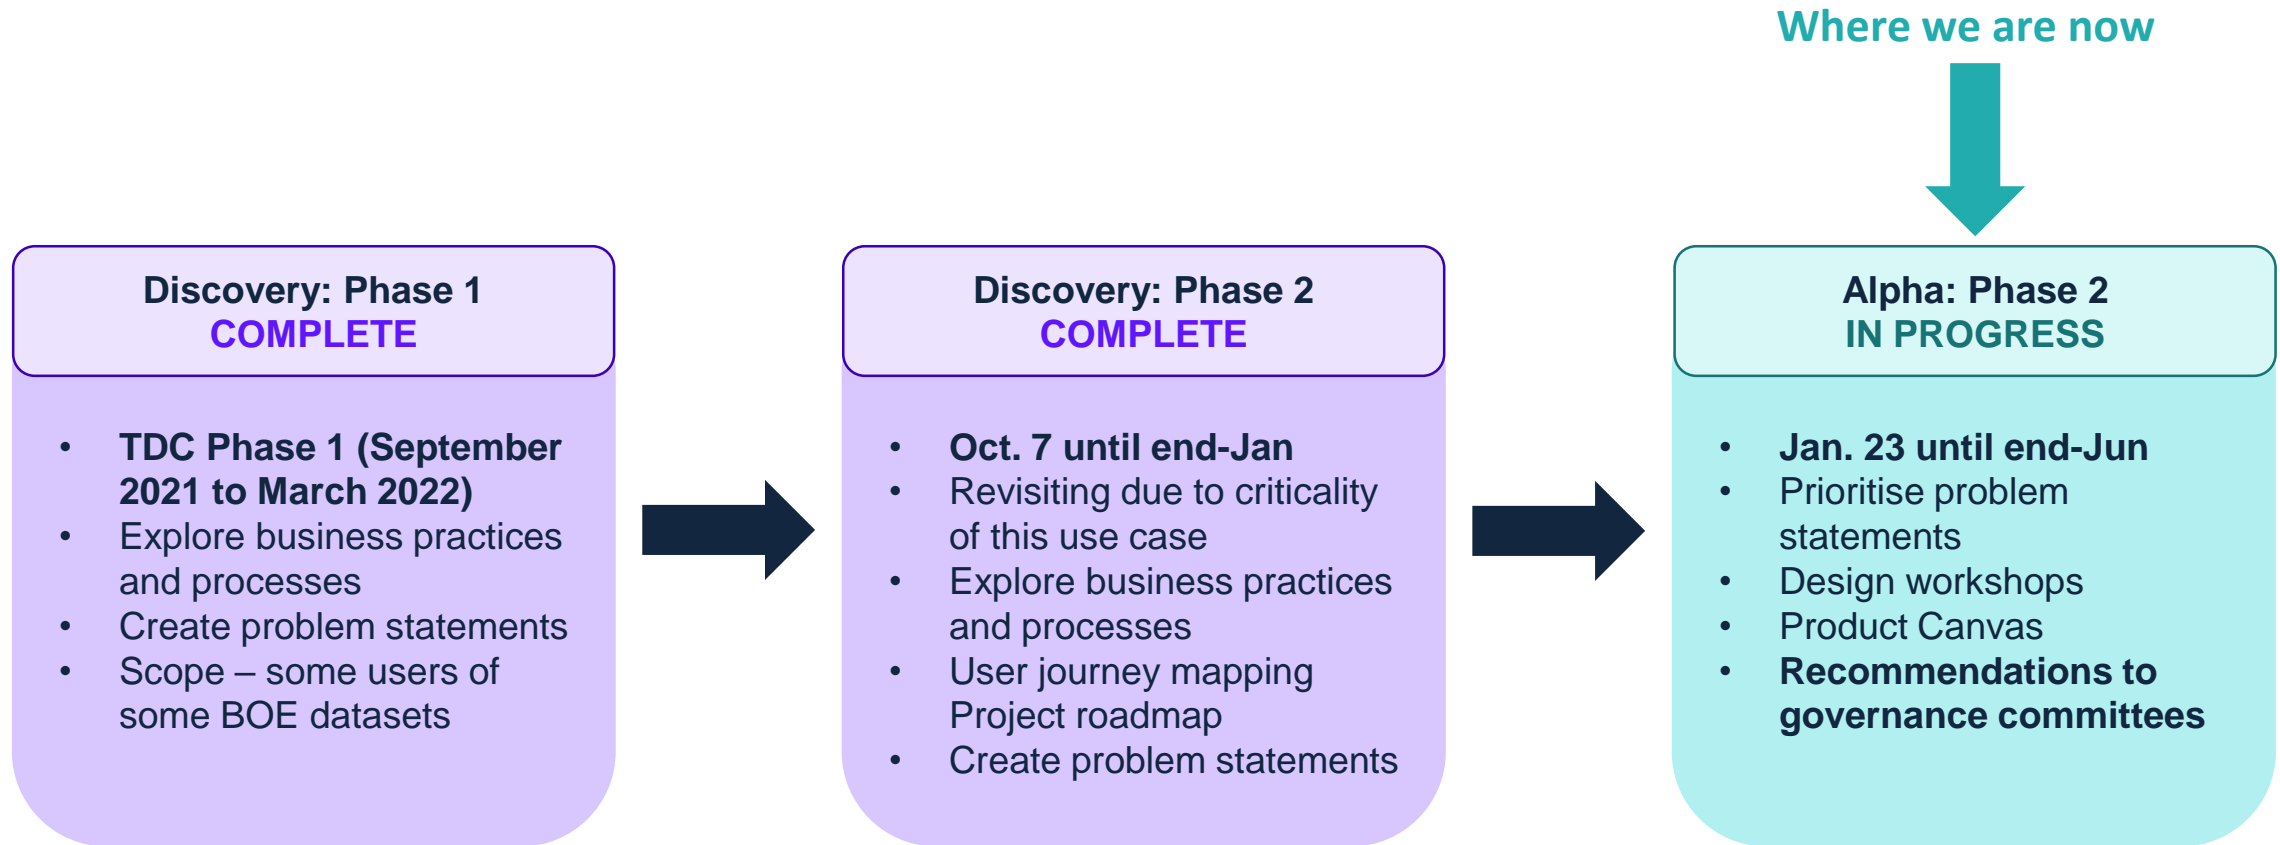 Where we are now
Discovery: Phase 1
COMPLETE
• TDC Phase 1 (September
2021 to March 2022)
• Explore business practices
and processes
• Create problem statements
• Scope – some users of
some BOE datasets
Discovery: Phase 2
COMPLETE
• Oct. 7 until end-Jan
• Revisiting due to criticality
of this use case
• Explore business practices
and processes
• User journey mapping
Project roadmap
• Create problem statements
Alpha: Phase 2
IN PROGRESS
• Jan. 23 until end-Jun
• Prioritise problem
statements
• Design workshops
• Product Canvas
• Recommendations to
governance committees